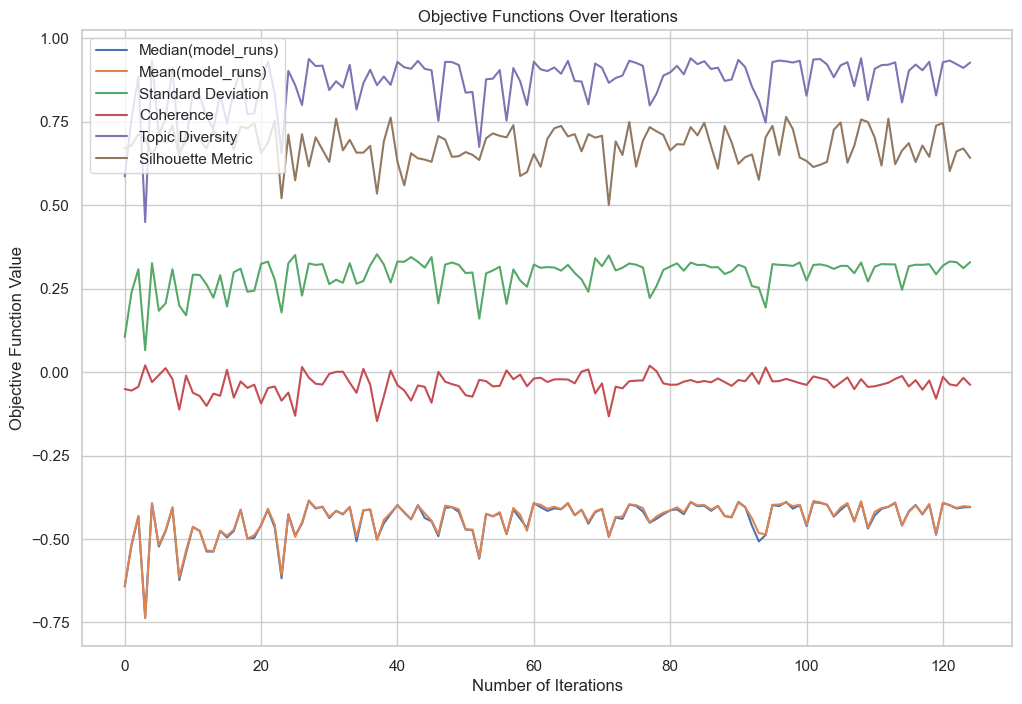 Objective Functions Over Iterations
Median(model_runs)
Mean(model_runs)
Standard Deviation
Coherence
Topic Diversity
Silhouette Metric
1.00
0.75
0.50
0.25
0.00
−0.25
−0.50
−0.75
Objective Function Value
0 20 40 60 80 100 120
Number of Iterations